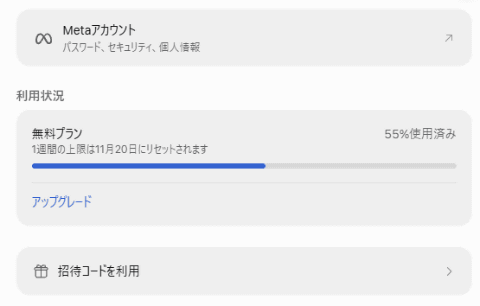 Metaアカウント
パスワード、セキュリティ、個人情報
利用状況
無料プラン
55%使用済み
1週間の上限は11月20日にリセットされます
アップグレード
招待コードを利用